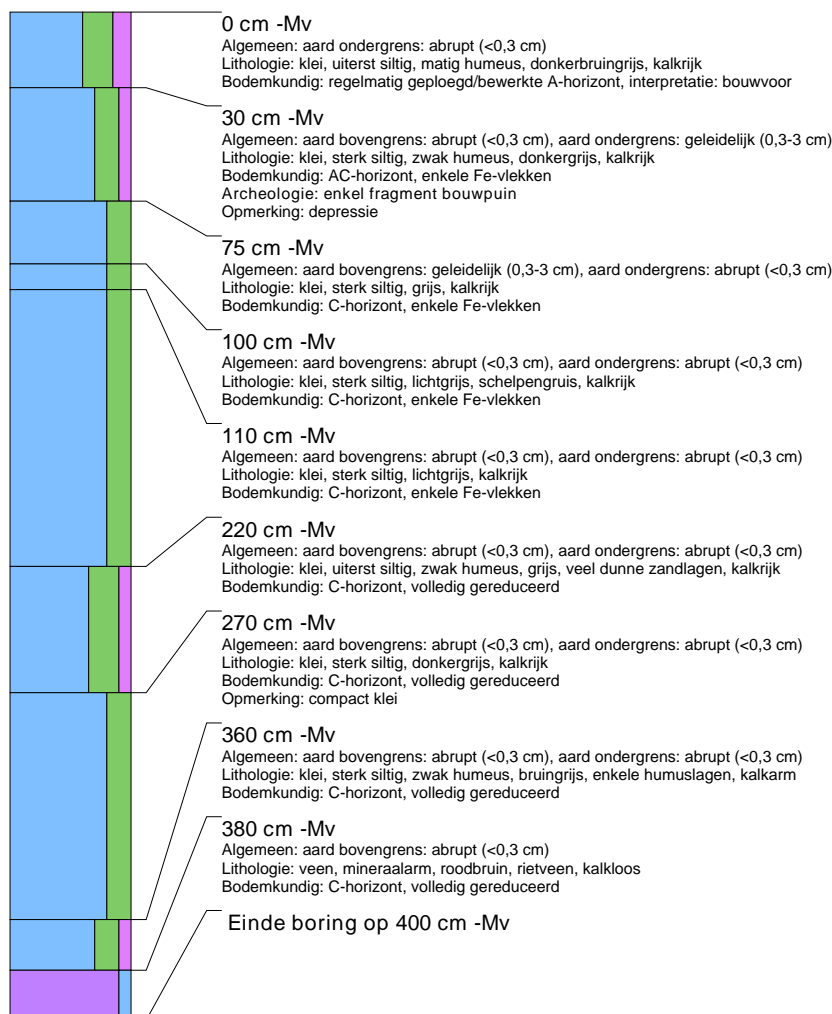 0 cm -Mv
Algemeen: aard ondergrens: abrupt (<0,3 cm)
Lithologie: klei, uiterst siltig, matig humeus, donkerbruingrijs, kalkrijk
Bodemkundig: regelmatig geploegd/bewerkte A-horizont, interpretatie: bouwvoor
30 cm -Mv
Algemeen: aard bovengrens: abrupt (<0,3 cm), aard ondergrens: geleidelijk (0,3-3 cm)
Lithologie: klei, sterk siltig, zwak humeus, donkergrijs, kalkrijk
Bodemkundig: AC-horizont, enkele Fe-vlekken
Archeologie: enkel fragment bouwpuin
Opmerking: depressie
75 cm -Mv
Algemeen: aard bovengrens: geleidelijk (0,3-3 cm), aard ondergrens: abrupt (<0,3 cm)
Lithologie: klei, sterk siltig, grijs, kalkrijk
Bodemkundig: C-horizont, enkele Fe-vlekken
100 cm -Mv
Algemeen: aard bovengrens: abrupt (<0,3 cm), aard ondergrens: abrupt (<0,3 cm)
Lithologie: klei, sterk siltig, lichtgrijs, schelpengruis, kalkrijk
Bodemkundig: C-horizont, enkele Fe-vlekken
110 cm -Mv
Algemeen: aard bovengrens: abrupt (<0,3 cm), aard ondergrens: abrupt (<0,3 cm)
Lithologie: klei, sterk siltig, lichtgrijs, kalkrijk
Bodemkundig: C-horizont, enkele Fe-vlekken
220 cm -Mv
Algemeen: aard bovengrens: abrupt (<0,3 cm), aard ondergrens: abrupt (<0,3 cm)
Lithologie: klei, uiterst siltig, zwak humeus, grijs, veel dunne zandlagen, kalkrijk
Bodemkundig: C-horizont, volledig gereduceerd
270 cm -Mv
Algemeen: aard bovengrens: abrupt (<0,3 cm), aard ondergrens: abrupt (<0,3 cm)
Lithologie: klei, sterk siltig, donkergrijs, kalkrijk
Bodemkundig: C-horizont, volledig gereduceerd
Opmerking: compact klei
360 cm -Mv
Algemeen: aard bovengrens: abrupt (<0,3 cm), aard ondergrens: abrupt (<0,3 cm)
Lithologie: klei, sterk siltig, zwak humeus, bruingrijs, enkele humuslagen, kalkarm
Bodemkundig: C-horizont, volledig gereduceerd
380 cm -Mv
Algemeen: aard bovengrens: abrupt (<0,3 cm)
Lithologie: veen, mineraalarm, roodbruin, rietveen, kalkloos
Bodemkundig: C-horizont, volledig gereduceerd
Einde boring op 400 cm -Mv